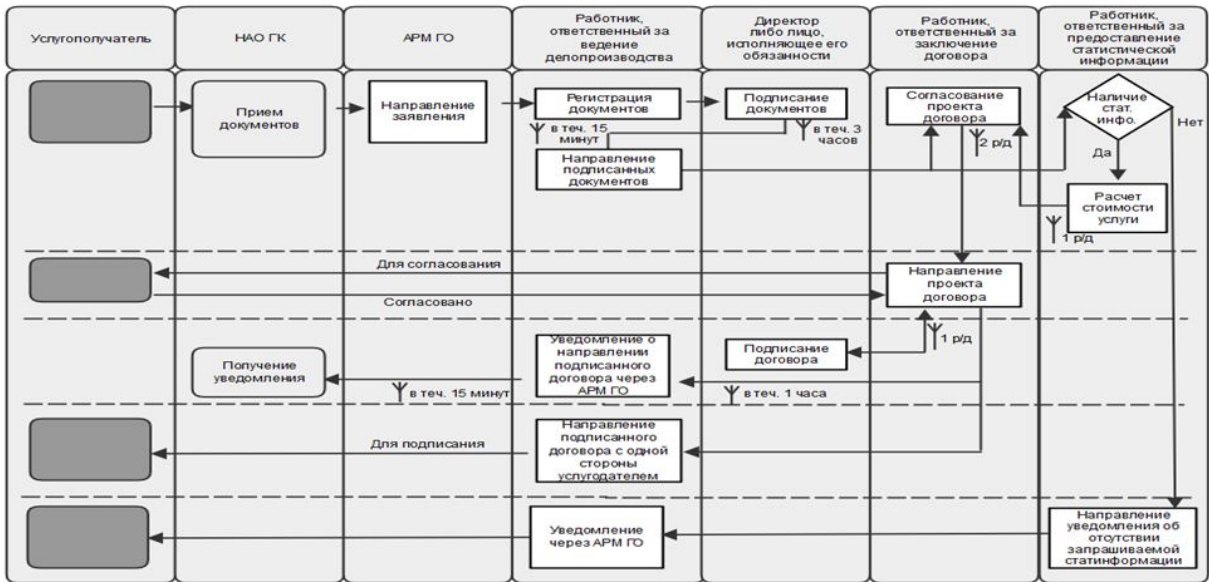 Услугополучатель
НАО ГК
АРМ ГО
Работник,
ответственный за
ведение
делопроизводства
Директор
либо лицо,
исполняющее его
обязанности
Работник,
ответственный за
заключение
договора
Работник,
ответственный за
предоставление
статистической
информации
Прием
документов
Направление
заявления
Регистрация
документов
в теч. 15
минут
Направление
подписанных
документов
Подписание
документов
в теч. 3
часов
Согласование
проекта
договора
2 р/д
Наличие
стат.
инфо.
Нет
Да
Расчет
стоимости
услуги
1 р/д
Для согласования
Согласовано
Направление
проекта
договора
Получение
уведомления
в теч. 15 минут
Уведомление о
направлении
подписанного
договора через
АРМ ГО
Подписание
договора
1 р/д
в теч. 1 часа
Для подписания
Направление
подписанного
договора с одной
стороны
услугодателем
Уведомление
через АРМ ГО
Направление
уведомления об
отсутствии
запрашиваемой
статинформации